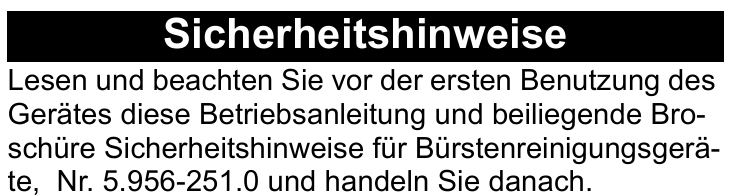 Sicherheitshinweise
Lesen und beachten Sie vor der ersten Benutzung des
Gerätes diese Betriebsanleitung und beiliegende Bro-
schüre Sicherheitshinweise für Bürstenreinigungsgerä-
te,  Nr. 5.956-251.0 und handeln Sie danach.